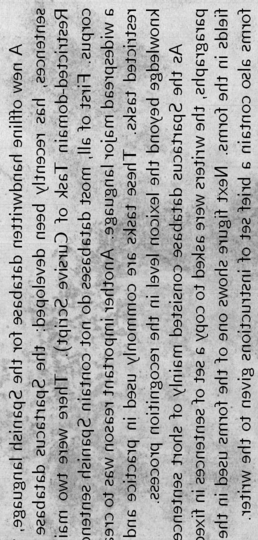 A new offline handwritten database for the Spanish language,
sentences, has recently been developed: the Spartacus database
Restricted-domain Task of Cursive Script). There were two mai
corpus. First of all, most databases do not contain Spanish sentenc
a widespread major language. Another important reason was to crea
restricted tasks. These tasks are commonly used in practice and
knowledge beyond the lexicon level in the recognition process.
As the Spartacus database consisted mainly of short sentence
paragraphs, the writers were asked to copy a set of sentences in fixe
fields in the forms. Next figure shows one of the forms used in the
forms also contain a brief set of instructions given to the writer.